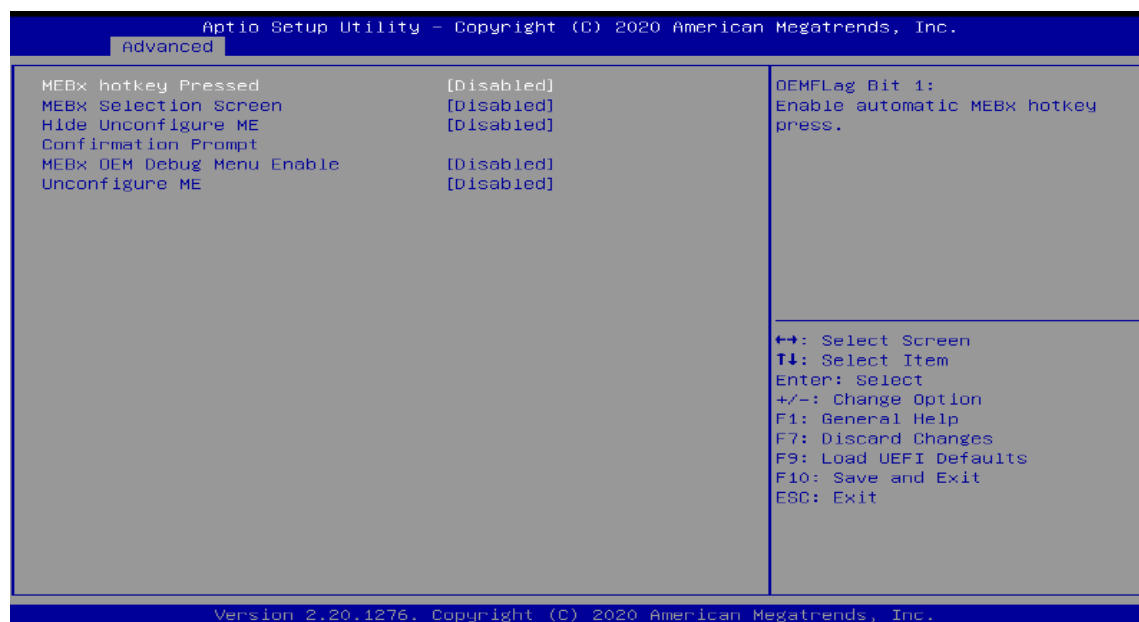 Aptio Setup Utility – Copyright (C) 2020 American Megatrends, Inc.
Advanced
MEBx hotkey Pressed [Disabled]
MEBx Selection Screen [Disabled]
Hide Unconfigure ME [Disabled]
Confirmation Prompt
MEBx OEM Debug Menu Enable [Disabled]
Unconfigure ME [Disabled]
OEMFLag Bit 1:
Enable automatic MEBx hotkey
press.
↔: Select Screen
↑↓: Select Item
Enter: Select
+/-: Change Option
F1: General Help
F7: Discard Changes
F9: Load UEFI Defaults
F10: Save and Exit
ESC: Exit
Version 2.20.1276. Copyright (C) 2020 American Megatrends, Inc.